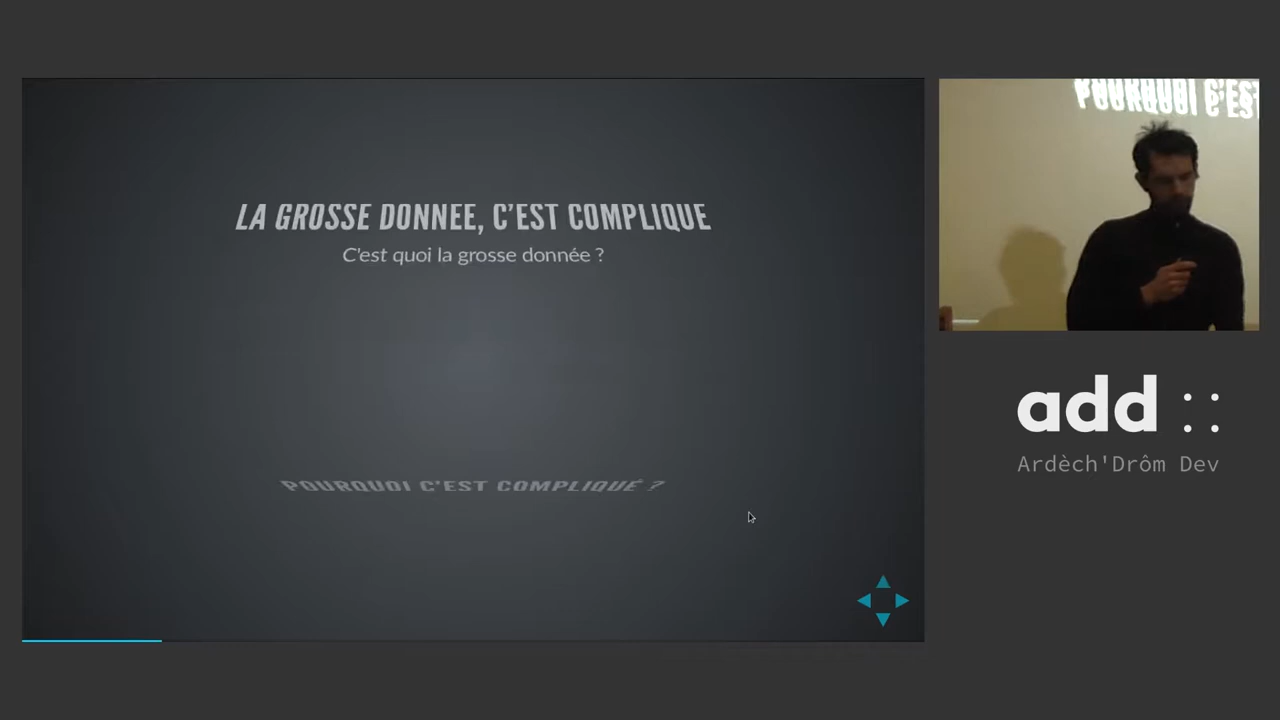 LA GROSSE DONNEE, C'EST COMPLIQUE
C'est quoi la grosse donnée ?
POURQUOI C'EST COMPLIQUÉ ?
POURQUOI C'EST
add ::
Ardèch'Drôm Dev